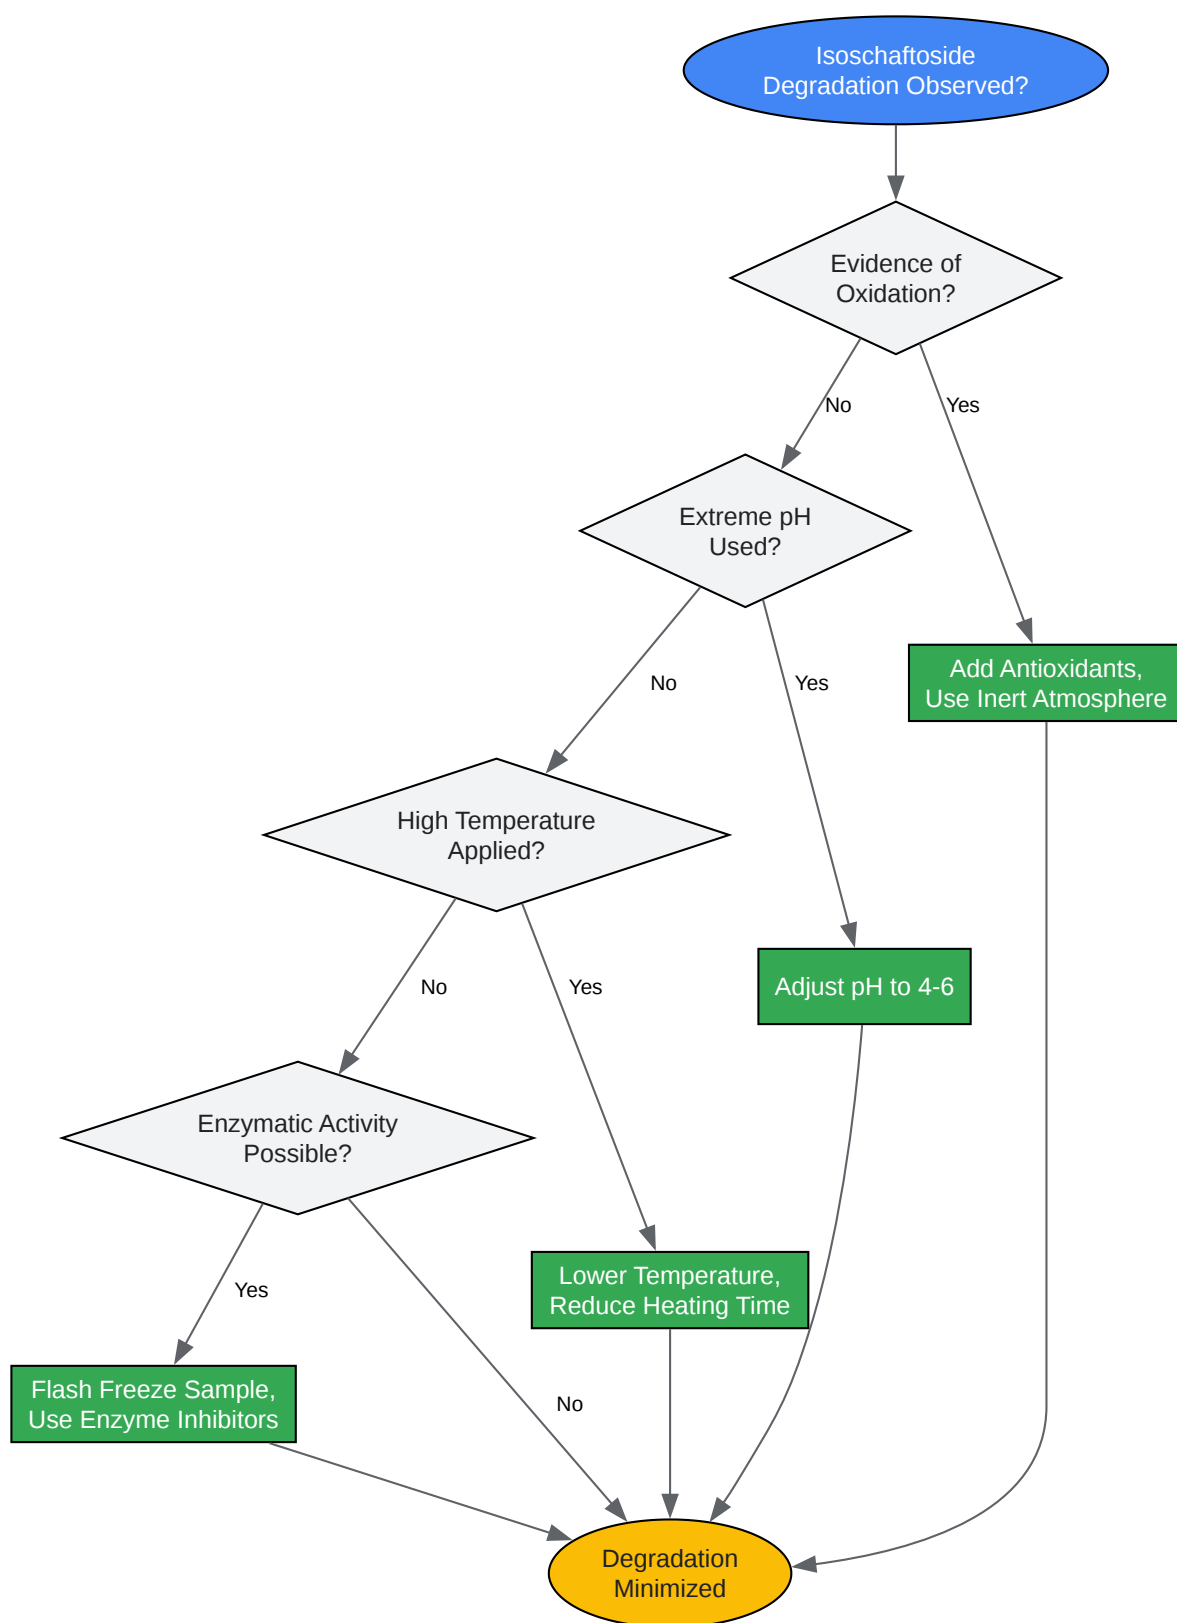 Isoschaftoside
Degradation Observed?
Evidence of
Oxidation?
No
Yes
Extreme pH
Used?
No
Yes
Add Antioxidants,
Use Inert Atmosphere
High Temperature
Applied?
No
Yes
Adjust pH to 4-6
Enzymatic Activity
Possible?
Yes
No
Lower Temperature,
Reduce Heating Time
Flash Freeze Sample,
Use Enzyme Inhibitors
Degradation
Minimized